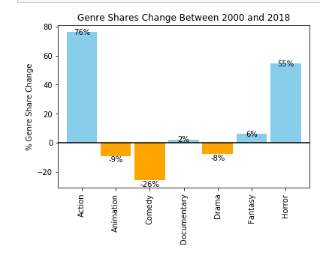 Genre Shares Change Between 2000 and 2018
% Genre Share Change
80
60
40
20
0
−20
76%
-9%
-26%
2%
-8%
6%
55%
Action
Animation
Comedy
Documentary
Drama
Fantasy
Horror